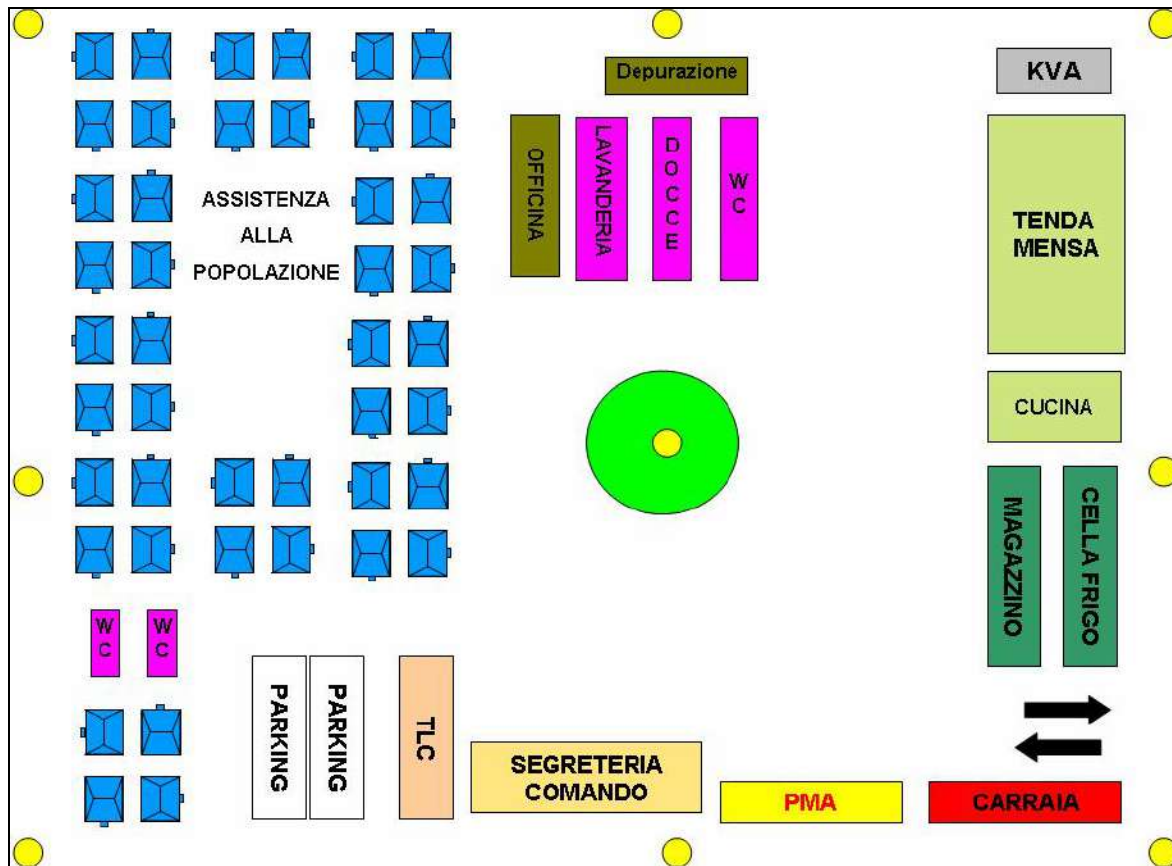 Depurazione
KVA
OFFICINA
LAVANDERIA
DOCCE
WC
ASSISTENZA
ALLA
POPOLAZIONE
TENDA
MENSA
CUCINA
MAGAZZINO
CELLA FRIGO
WC
WC
PARKING
PARKING
TLC
SEGRETERIA
COMANDO
PMA
CARRAIA